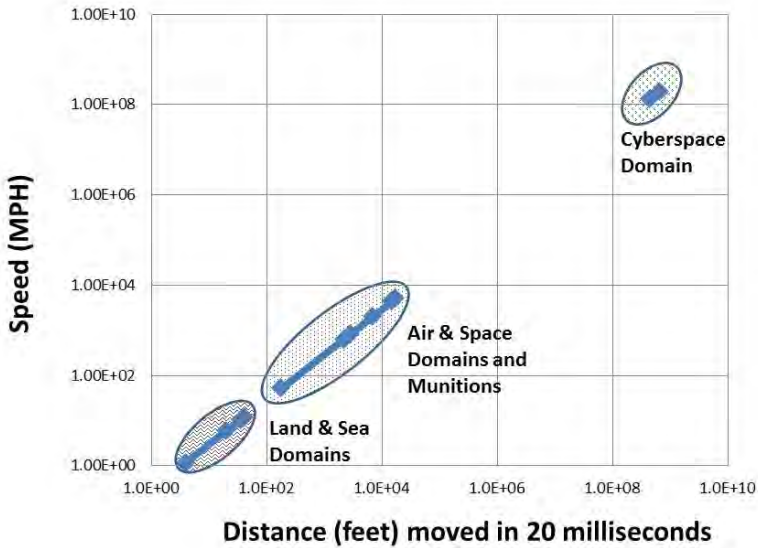 1.00E+10
1.00E+08
1.00E+06
1.00E+04
1.00E+02
1.00E+00
Speed (MPH)
Cyberspace
Domain
Air & Space
Domains and
Munitions
Land & Sea
Domains
1.0E+00 1.0E+02 1.0E+04 1.0E+06 1.0E+08 1.0E+10
Distance (feet) moved in 20 milliseconds